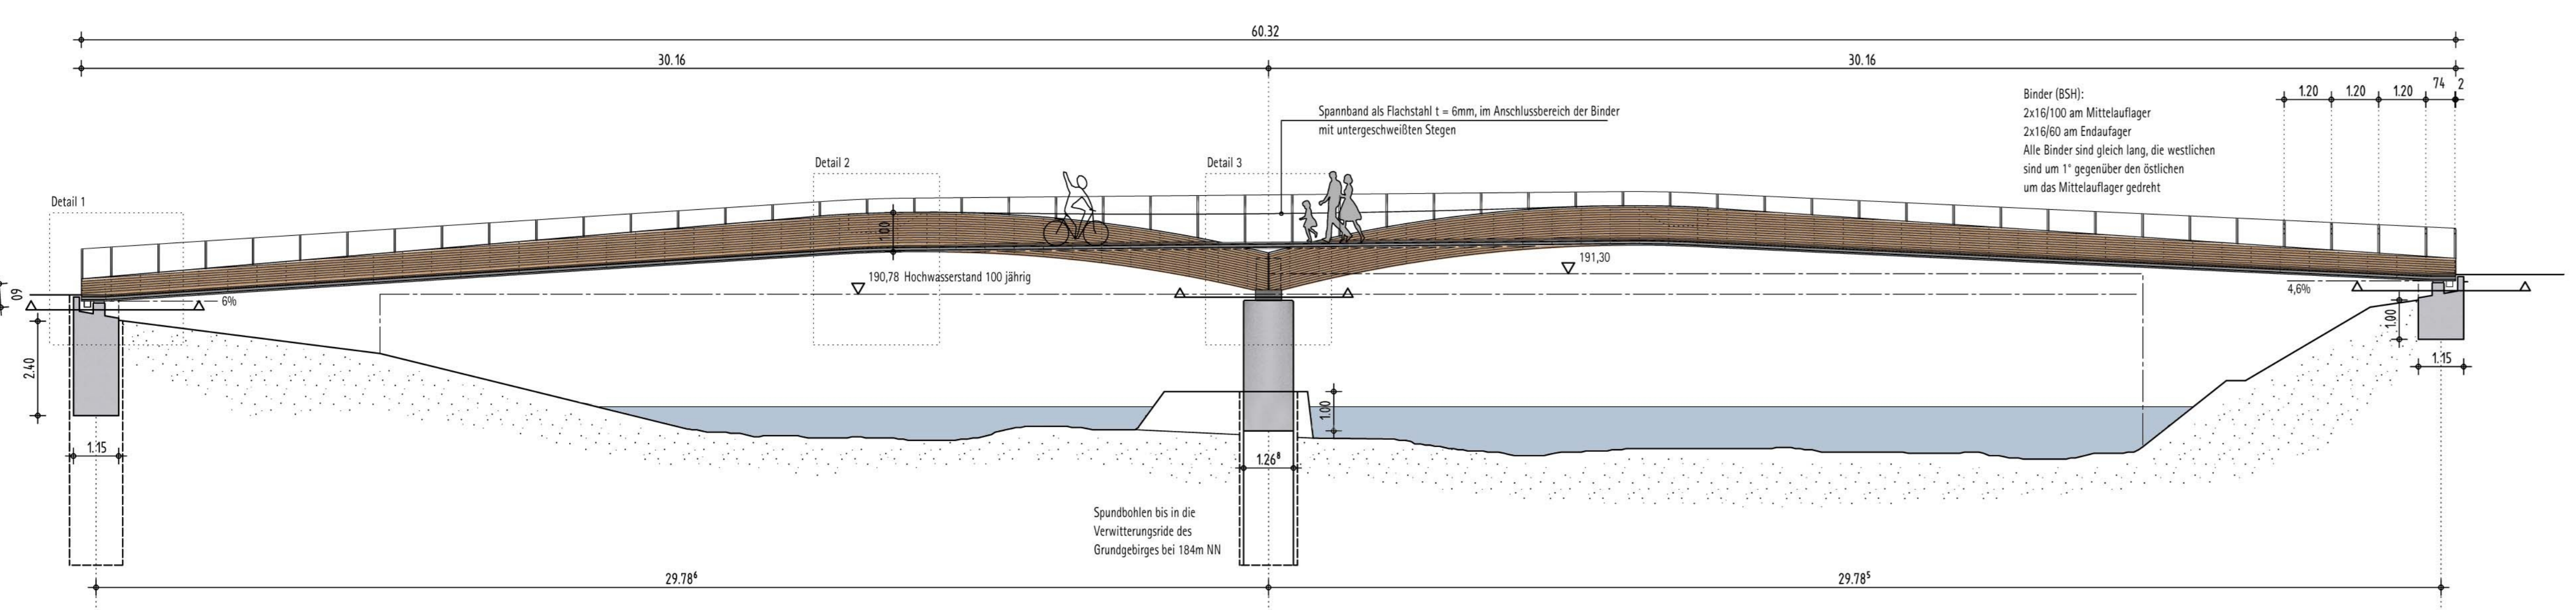 60.32
30.16
30.16
74 2
1.20 1.20 1.20
Binder (BSH):
2x16/100 am Mittelauflager
2x16/60 am Endaufager
Alle Binder sind gleich lang, die westlichen
sind um 1° gegenüber den östlichen
um das Mittelauflager gedreht
Spannband als Flachstahl t = 6mm, im Anschlussbereich der Binder
mit untergeschweißten Stegen
Detail 1
Detail 2
Detail 3
1.00
190,78 Hochwasserstand 100 jährig
191,30
60
6%
4,6%
2.40
1.00
1.00
1.15
1.15
1.26⁸
Spundbohlen bis in die
Verwitterungsride des
Grundgebirges bei 184m NN
29.78⁶
29.78⁵